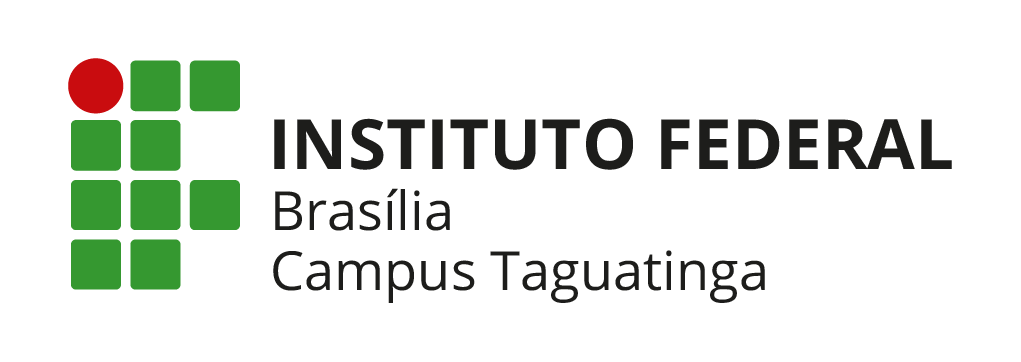 INSTITUTO FEDERAL
Brasília
Campus Taguatinga